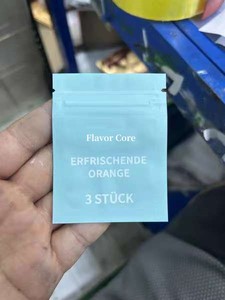 Flavor Core
ERFRISCHENDE
ORANGE
3 STÜCK